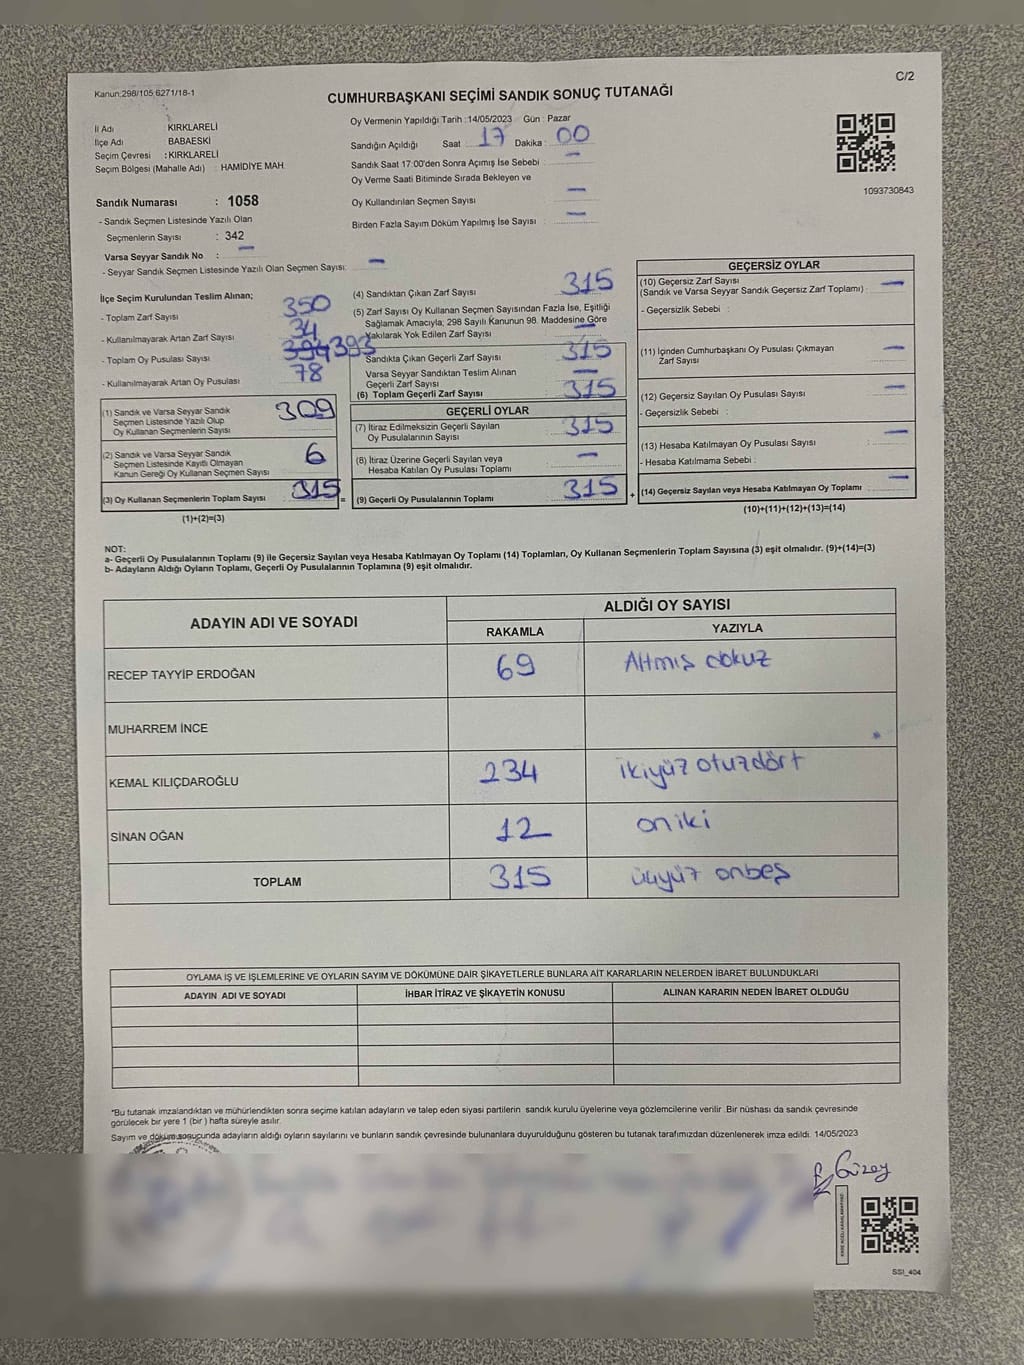 C/2
Kanun:298/105;6271/18-1
CUMHURBAŞKANI SEÇİMİ SANDIK SONUÇ TUTANAĞI
İl Adı KIRKLARELİ
İlçe Adı BABAESKİ
Seçim Çevresi : KIRKLARELİ
Seçim Bölgesi (Mahalle Adı) : HAMİDİYE MAH.
Oy Vermenin Yapıldığı Tarih :14/05/2023 Gün : Pazar
Sandığın Açıldığı Saat 17 Dakika : 00
Sandık Saat 17:00'den Sonra Açımış İse Sebebi : —
Oy Verme Saati Bitiminde Sırada Bekleyen ve
Oy Kullandırılan Seçmen Sayısı —
Birden Fazla Sayım Döküm Yapılmış İse Sayısı : —
1093730843
Sandık Numarası : 1058
- Sandık Seçmen Listesinde Yazılı Olan
Seçmenlerin Sayısı : 342
Varsa Seyyar Sandık No : —
- Seyyar Sandık Seçmen Listesinde Yazılı Olan Seçmen Sayısı: —
İlçe Seçim Kurulundan Teslim Alınan;
- Toplam Zarf Sayısı 350
- Kullanılmayarak Artan Zarf Sayısı 34
- Toplam Oy Pusulası Sayısı 394 393
- Kullanılmayarak Artan Oy Pusulası 78
(1) Sandık ve Varsa Seyyar Sandık
Seçmen Listesinde Yazılı Olup
Oy Kullanan Seçmenlerin Sayısı 309
(2) Sandık ve Varsa Seyyar Sandık
Seçmen Listesinde Kayıtlı Olmayan
Kanun Gereği Oy Kullanan Seçmen Sayısı 6
(3) Oy Kullanan Seçmenlerin Toplam Sayısı 315 =
(1)+(2)=(3)
(4) Sandıktan Çıkan Zarf Sayısı 315
(5) Zarf Sayısı Oy Kullanan Seçmen Sayısından Fazla İse, Eşitliği
Sağlamak Amacıyla; 298 Sayılı Kanunun 98. Maddesine Göre
Yakılarak Yok Edilen Zarf Sayısı —
Sandıkta Çıkan Geçerli Zarf Sayısı 315
Varsa Seyyar Sandıktan Teslim Alınan
Geçerli Zarf Sayısı —
(6) Toplam Geçerli Zarf Sayısı 315
GEÇERLİ OYLAR
(7) İtiraz Edilmeksizin Geçerli Sayılan
Oy Pusulalarının Sayısı 315
(8) İtiraz Üzerine Geçerli Sayılan veya
Hesaba Katılan Oy Pusulası Toplamı —
(9) Geçerli Oy Pusulalarının Toplamı 315 +
GEÇERSİZ OYLAR
(10) Geçersiz Zarf Sayısı
(Sandık ve Varsa Seyyar Sandık Geçersiz Zarf Toplamı) : —
- Geçersizlik Sebebi :
(11) İçinden Cumhurbaşkanı Oy Pusulası Çıkmayan
Zarf Sayısı —
(12) Geçersiz Sayılan Oy Pusulası Sayısı —
- Geçersizlik Sebebi :
(13) Hesaba Katılmayan Oy Pusulası Sayısı : —
- Hesaba Katılmama Sebebi :
(14) Geçersiz Sayılan veya Hesaba Katılmayan Oy Toplamı —
(10)+(11)+(12)+(13)=(14)
NOT:
a- Geçerli Oy Pusulalarının Toplamı (9) ile Geçersiz Sayılan veya Hesaba Katılmayan Oy Toplamı (14) Toplamları, Oy Kullanan Seçmenlerin Toplam Sayısına (3) eşit olmalıdır. (9)+(14)=(3)
b- Adayların Aldığı Oyların Toplamı, Geçerli Oy Pusulalarının Toplamına (9) eşit olmalıdır.
ADAYIN ADI VE SOYADI ALDIĞI OY SAYISI
RAKAMLA YAZIYLA
RECEP TAYYİP ERDOĞAN 69 Altmış dokuz
MUHARREM İNCE
KEMAL KILIÇDAROĞLU 234 ikiyüz otuzdört
SİNAN OĞAN 12 oniki
TOPLAM 315 üçyüz onbeş
OYLAMA İŞ VE İŞLEMLERİNE VE OYLARIN SAYIM VE DÖKÜMÜNE DAİR ŞİKAYETLERLE BUNLARA AİT KARARLARIN NELERDEN İBARET BULUNDUKLARI
ADAYIN ADI VE SOYADI İHBAR İTİRAZ VE ŞİKAYETİN KONUSU ALINAN KARARIN NEDEN İBARET OLDUĞU
*Bu tutanak imzalandıktan ve mühürlendikten sonra seçime katılan adayların ve talep eden siyasi partilerin sandık kurulu üyelerine veya gözlemcilerine verilir. Bir nüshası da sandık çevresinde
görülecek bir yere 1 (bir) hafta süreyle asılır.
Sayım ve döküm sonucunda adayların aldığı oyların sayılarını ve bunların sandık çevresinde bulunanlara duyurulduğunu gösteren bu tutanak tarafımızdan düzenlenerek imza edildi. 14/05/2023
Güzey
SSI_404